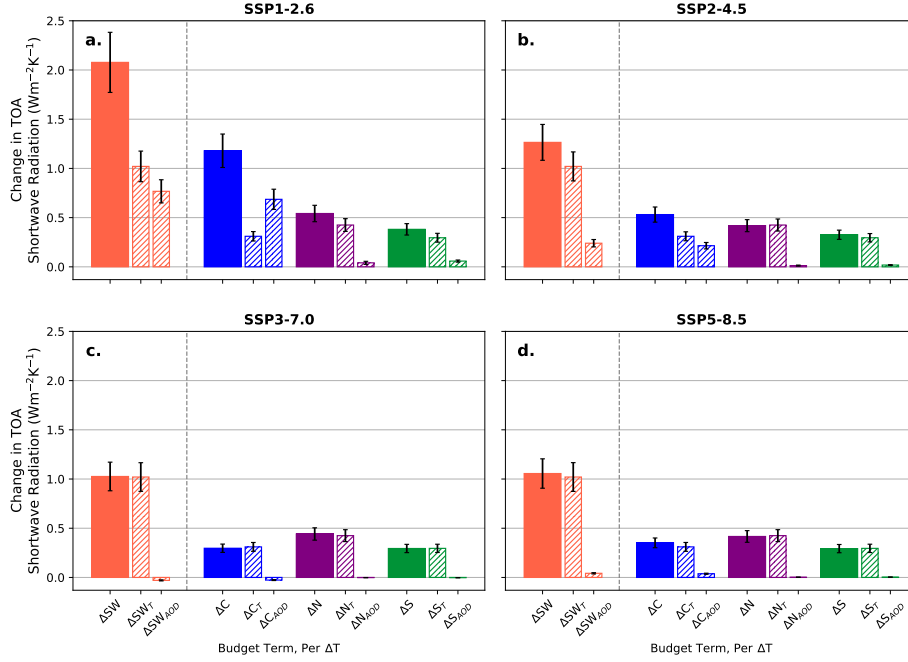 SSP1-2.6
SSP2-4.5
a.
b.
2.5
2.0
1.5
1.0
0.5
0.0
Change in TOA
Shortwave Radiation (Wm⁻²K⁻¹)
SSP3-7.0
SSP5-8.5
c.
d.
2.5
2.0
1.5
1.0
0.5
0.0
Change in TOA
Shortwave Radiation (Wm⁻²K⁻¹)
ΔSW ΔSW_T ΔSW_AOD ΔC ΔC_T ΔC_AOD ΔN ΔN_T ΔN_AOD ΔS ΔS_T ΔS_AOD
ΔSW ΔSW_T ΔSW_AOD ΔC ΔC_T ΔC_AOD ΔN ΔN_T ΔN_AOD ΔS ΔS_T ΔS_AOD
Budget Term, Per ΔT
Budget Term, Per ΔT